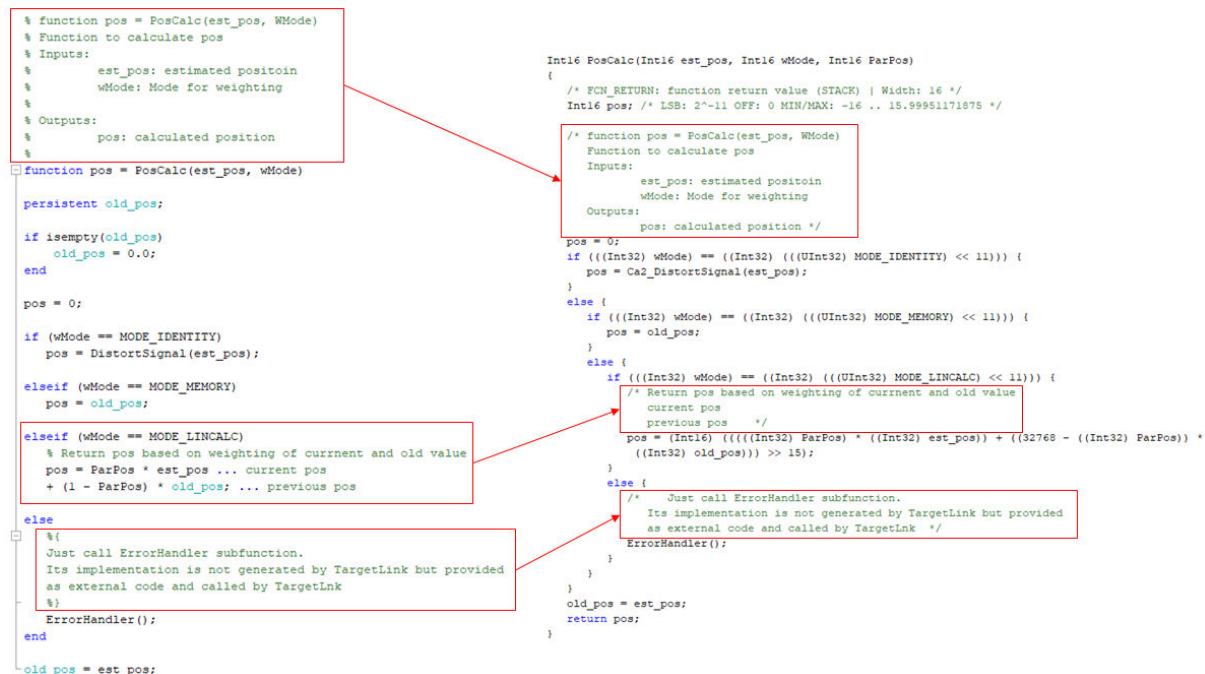 % function pos = PosCalc(est_pos, WMode)
% Function to calculate pos
% Inputs:
%         est_pos: estimated positoin
%         wMode: Mode for weighting
%
% Outputs:
%         pos: calculated position
%
function pos = PosCalc(est_pos, wMode)
persistent old_pos;
if isempty(old_pos)
    old_pos = 0.0;
end
pos = 0;
if (wMode == MODE_IDENTITY)
   pos = DistortSignal(est_pos);
elseif (wMode == MODE_MEMORY)
   pos = old_pos;
elseif (wMode == MODE_LINCALC)
   % Return pos based on weighting of currnent and old value
   pos = ParPos * est_pos ... current pos
   + (1 - ParPos) * old_pos; ... previous pos
else
   %{
   Just call ErrorHandler subfunction.
   Its implementation is not generated by TargetLink but provided
   as external code and called by TargetLnk
   %}
   ErrorHandler();
end
old_pos = est_pos;
Int16 PosCalc(Int16 est_pos, Int16 wMode, Int16 ParPos)
{
   /* FCN_RETURN: function return value (STACK) | Width: 16 */
   Int16 pos; /* LSB: 2^-11 OFF: 0 MIN/MAX: -16 .. 15.99951171875 */
   /* function pos = PosCalc(est_pos, WMode)
      Function to calculate pos
      Inputs:
              est_pos: estimated positoin
              wMode: Mode for weighting
      Outputs:
              pos: calculated position */
   pos = 0;
   if (((Int32) wMode) == ((Int32) (((UInt32) MODE_IDENTITY) << 11))) {
      pos = Ca2_DistortSignal(est_pos);
   }
   else {
      if (((Int32) wMode) == ((Int32) (((UInt32) MODE_MEMORY) << 11))) {
         pos = old_pos;
      }
      else {
         if (((Int32) wMode) == ((Int32) (((UInt32) MODE_LINCALC) << 11))) {
            /* Return pos based on weighting of currnent and old value
               current pos
               previous pos    */
            pos = (Int16) (((((Int32) ParPos) * ((Int32) est_pos)) + ((32768 - ((Int32) ParPos)) *
             ((Int32) old_pos))) >> 15);
         }
         else {
            /*    Just call ErrorHandler subfunction.
               Its implementation is not generated by TargetLink but provided
               as external code and called by TargetLnk  */
            ErrorHandler();
         }
      }
   }
   old_pos = est_pos;
   return pos;
}